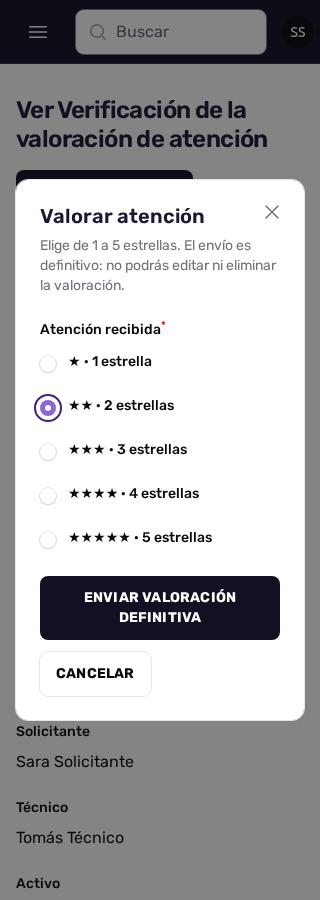 Buscar
SS
Ver Verificación de la
valoración de atención
Valorar atención
Elige de 1 a 5 estrellas. El envío es
definitivo: no podrás editar ni eliminar
la valoración.
Atención recibida*
★ • 1 estrella
★★ • 2 estrellas
★★★ • 3 estrellas
★★★★ • 4 estrellas
★★★★★ • 5 estrellas
ENVIAR VALORACIÓN
DEFINITIVA
CANCELAR
Solicitante
Sara Solicitante
Técnico
Tomás Técnico
Activo